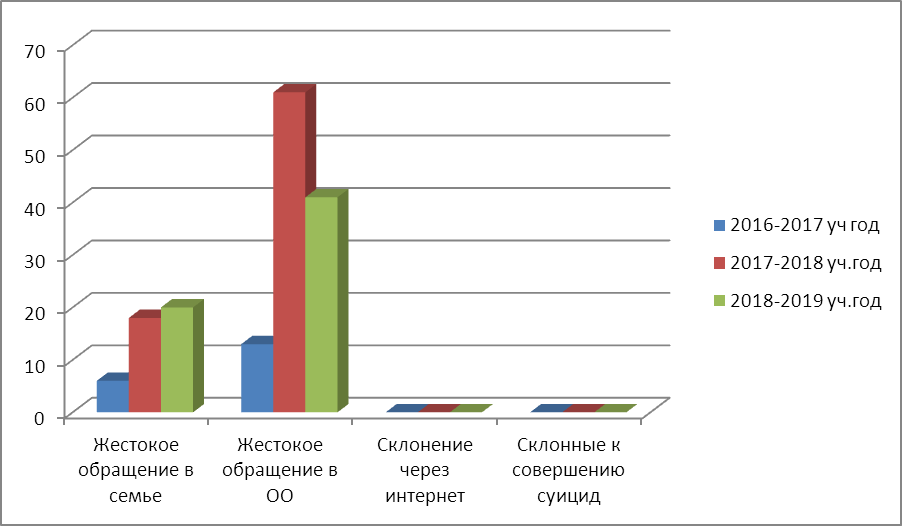 70
60
50
40
30
20
10
0
Жестокое
обращение в
семье
Жестокое
обращение в
ОО
Склонение
через
интернет
Склонные к
совершению
суицид
2016-2017 уч год
2017-2018 уч.год
2018-2019 уч.год